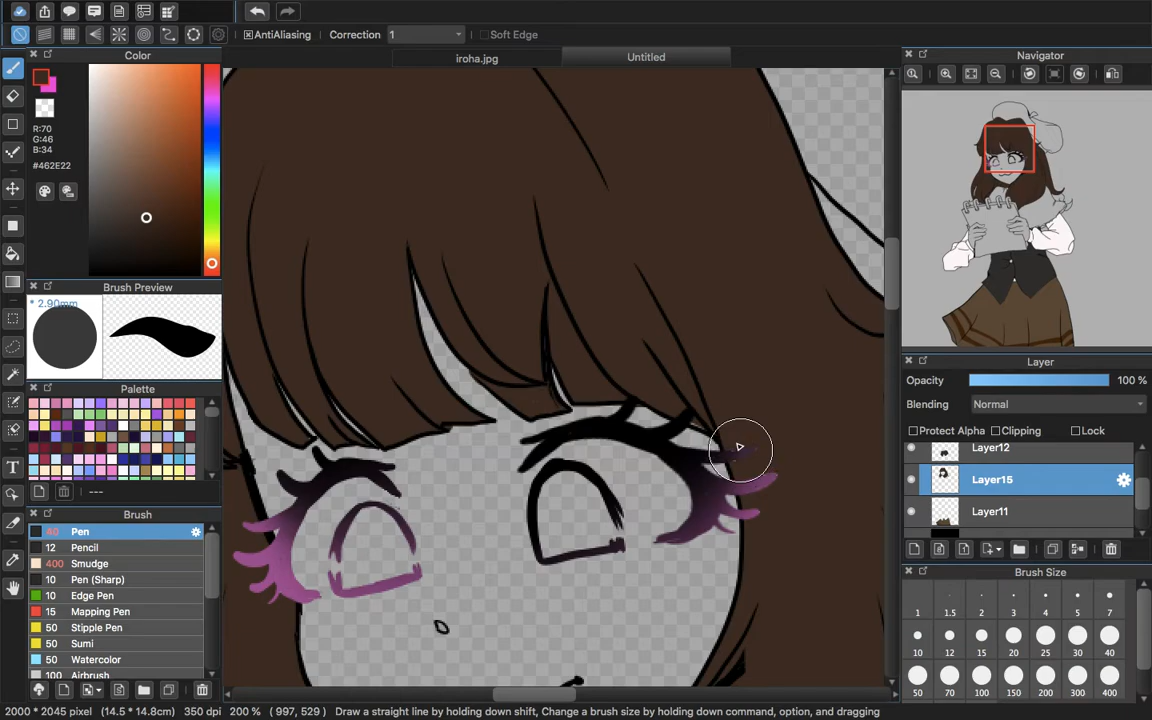 AntiAliasing Correction 1 Soft Edge
iroha.jpg Untitled
Color
R:70
G:46
B:34
#462E22
Brush Preview
* 2.90mm
Palette
---
Brush
Pen
12 Pencil
400 Smudge
10 Pen (Sharp)
10 Edge Pen
15 Mapping Pen
50 Stipple Pen
50 Sumi
50 Watercolor
100 Airbrush
Navigator
Layer
Opacity 100 %
Blending Normal
Protect Alpha Clipping Lock
Layer12
Layer15
Layer11
Brush Size
1 1.5 2 3 4 5 7
10 12 15 20 25 30 40
50 70 100 150 200 300 400
2000 * 2045 pixel (14.5 * 14.8cm) 350 dpi 200 % ( 997, 529 ) Draw a straight line by holding down shift, Change a brush size by holding down command, option, and dragging